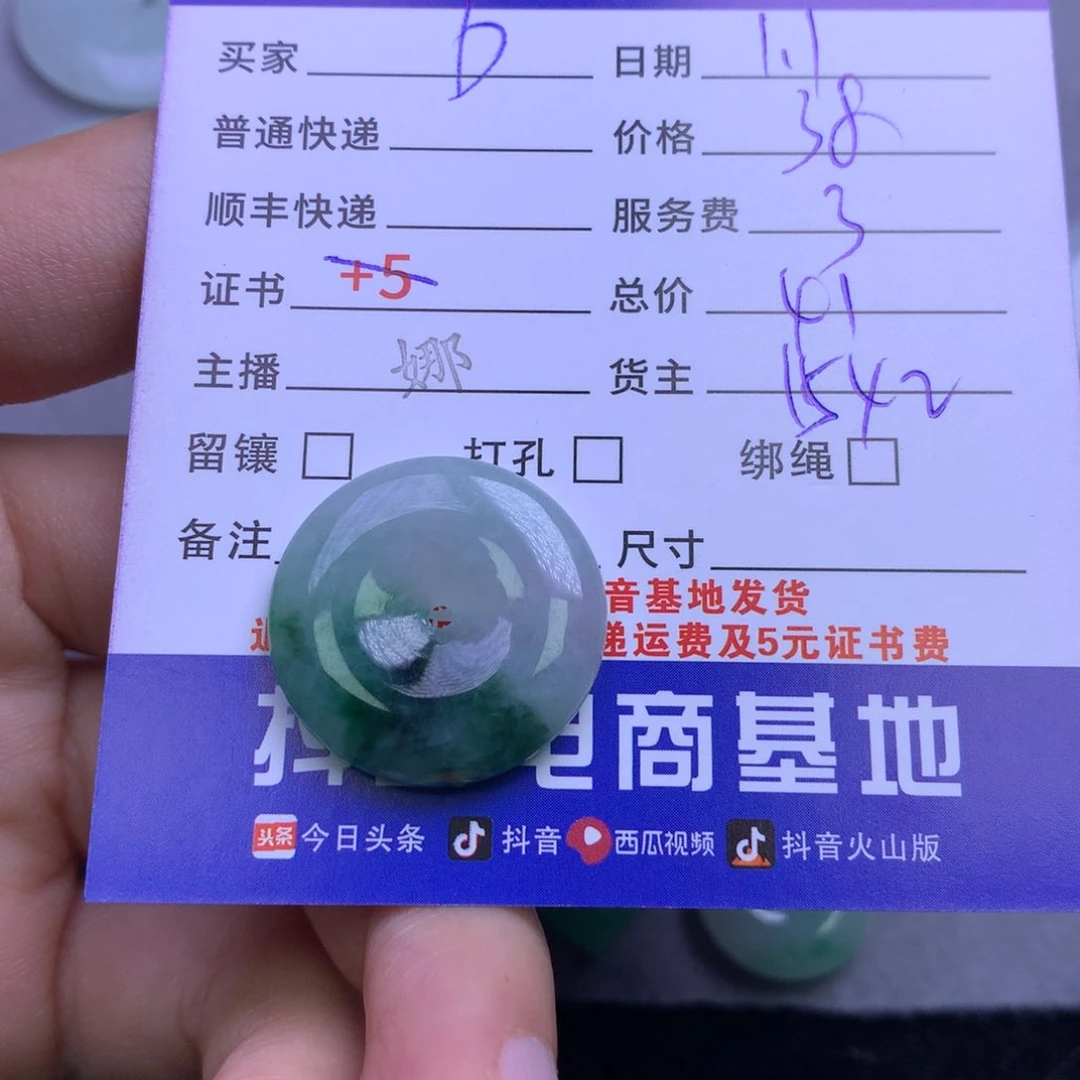 买家 b 日期 1.1
普通快递 价格 38
顺丰快递 服务费 3
证书 +5 总价 41
主播 娜 货主 1542
留镶 □ 打孔 □ 绑绳 □
备注 尺寸
音基地发货
递运费及5元证书费
电商基地
头条 今日头条 抖音 西瓜视频 抖音火山版